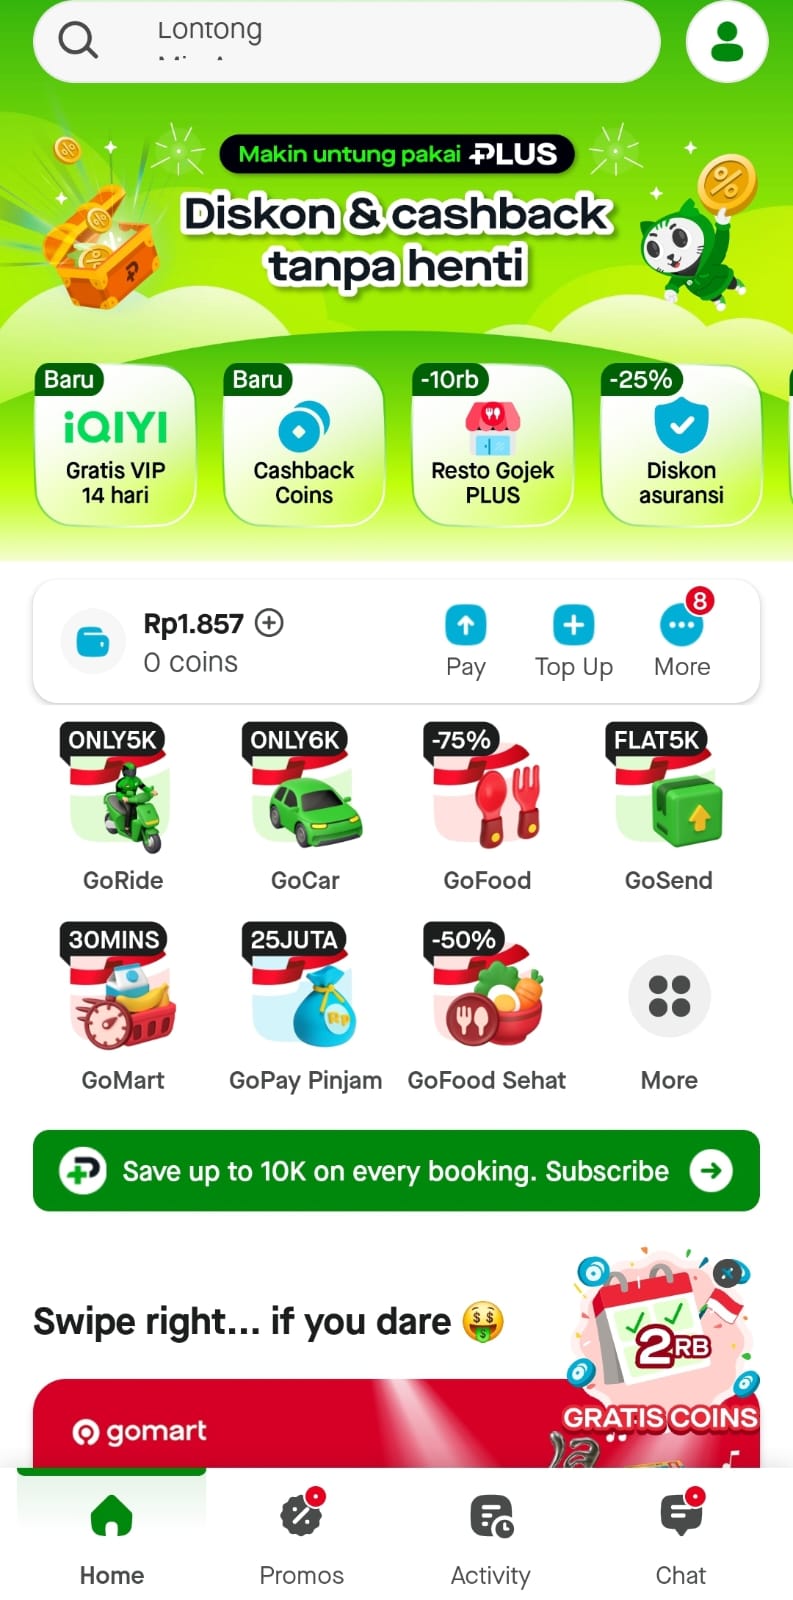 Lontong
Makin untung pakai PLUS
Diskon & cashback
tanpa henti
Baru
iQIYI
Gratis VIP
14 hari
Baru
Cashback
Coins
-10rb
Resto Gojek
PLUS
-25%
Diskon
asuransi
Rp1.857
0 coins
Pay
Top Up
8
More
ONLY5K
GoRide
ONLY6K
GoCar
-75%
GoFood
FLAT5K
GoSend
30MINS
GoMart
25JUTA
Rp
GoPay Pinjam
-50%
GoFood Sehat
More
Save up to 10K on every booking. Subscribe
Swipe right... if you dare 🤑
2RB
GRATIS COINS
gomart
Home
Promos
Activity
Chat